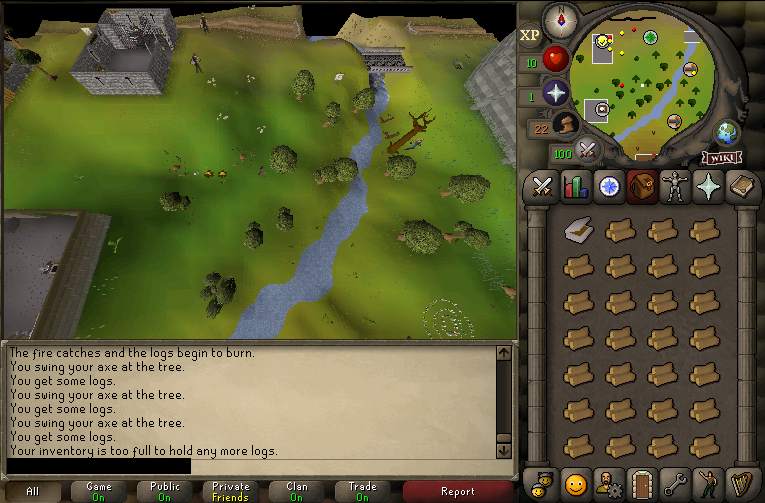 XP
10
1
22
100
WIKI
The fire catches and the logs begin to burn.
You swing your axe at the tree.
You get some logs.
You swing your axe at the tree.
You get some logs.
You swing your axe at the tree.
You get some logs.
Your inventory is too full to hold any more logs.
All
Game
On
Public
On
Private
Friends
Clan
On
Trade
On
Report